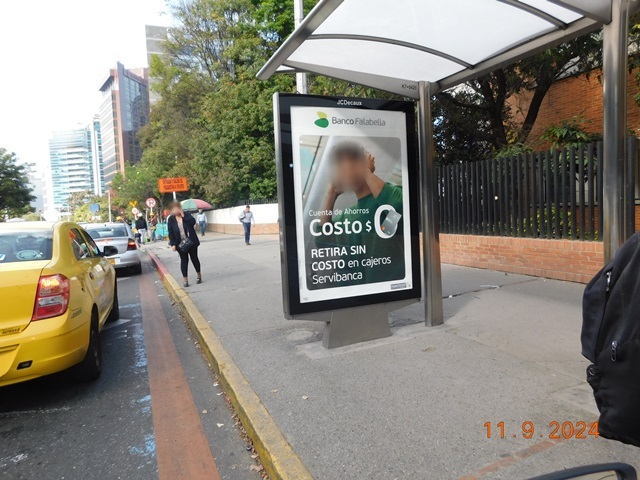 JCDecaux
Banco Falabella
Cuenta de Ahorros
Costo $0
RETIRA SIN
COSTO en cajeros
Servibanca
11.9.2024